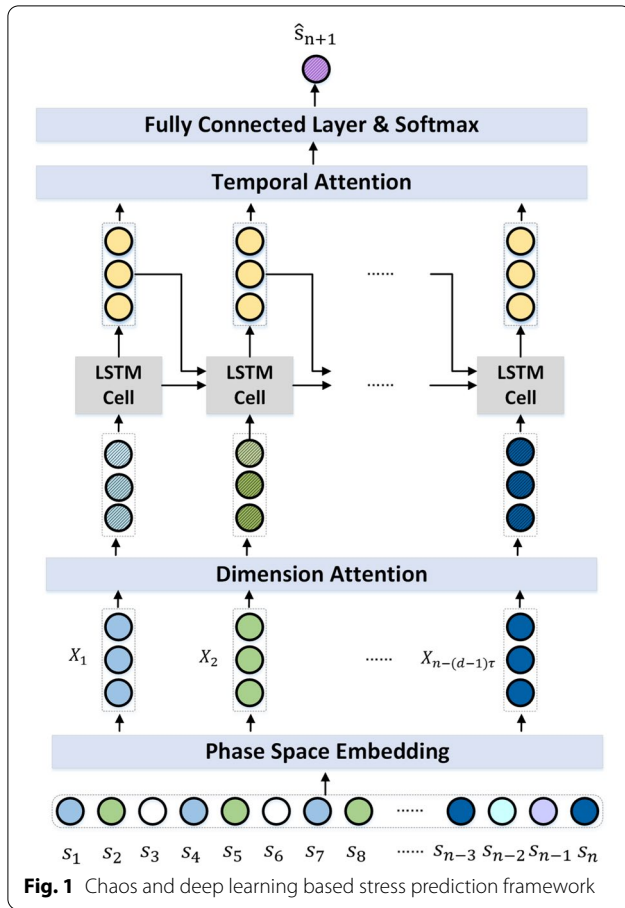 ŝₙ₊₁
Fully Connected Layer & Softmax
Temporal Attention
......
LSTM Cell LSTM Cell ...... LSTM Cell
Dimension Attention
X₁ X₂ ...... Xₙ₋₍d₋₁₎τ
Phase Space Embedding
......
s₁ s₂ s₃ s₄ s₅ s₆ s₇ s₈ ...... sₙ₋₃ sₙ₋₂ sₙ₋₁ sₙ
Fig. 1 Chaos and deep learning based stress prediction framework